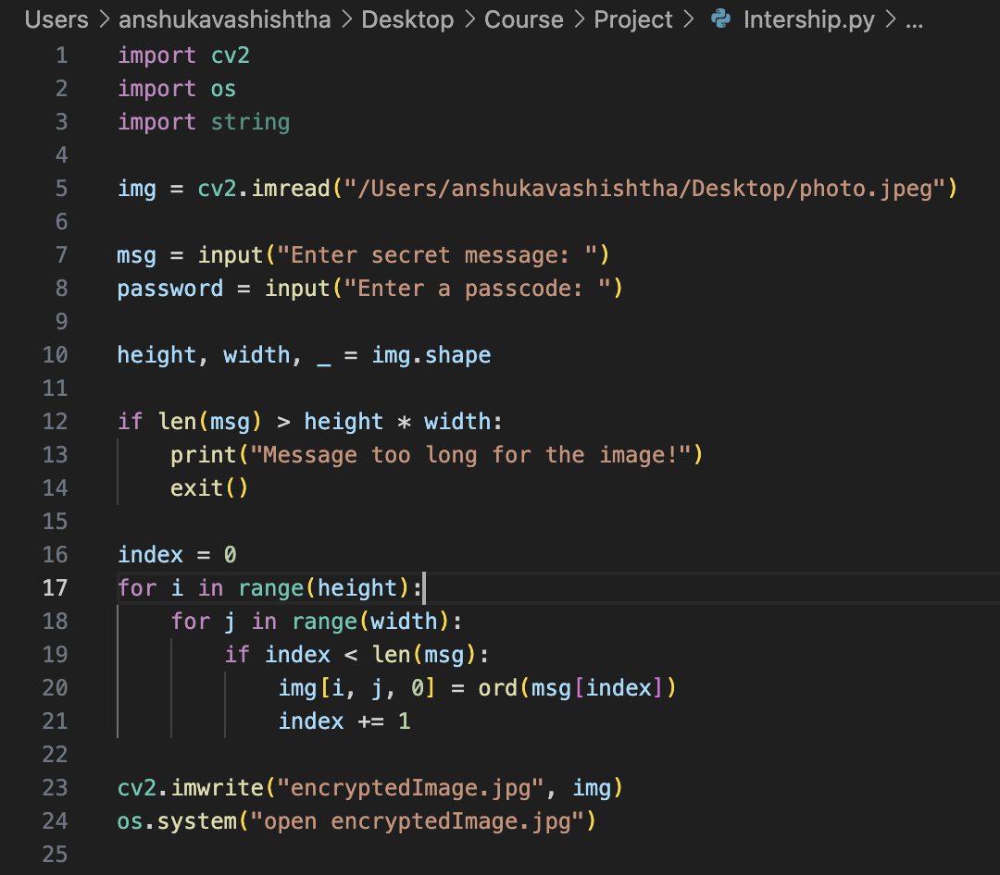 Users > anshukavashishtha > Desktop > Course > Project > Intership.py > ...
1 import cv2
2 import os
3 import string
4
5 img = cv2.imread("/Users/anshukavashishtha/Desktop/photo.jpeg")
6
7 msg = input("Enter secret message: ")
8 password = input("Enter a passcode: ")
9
10 height, width, _ = img.shape
11
12 if len(msg) > height * width:
13     print("Message too long for the image!")
14     exit()
15
16 index = 0
17 for i in range(height):
18     for j in range(width):
19         if index < len(msg):
20             img[i, j, 0] = ord(msg[index])
21             index += 1
22
23 cv2.imwrite("encryptedImage.jpg", img)
24 os.system("open encryptedImage.jpg")
25